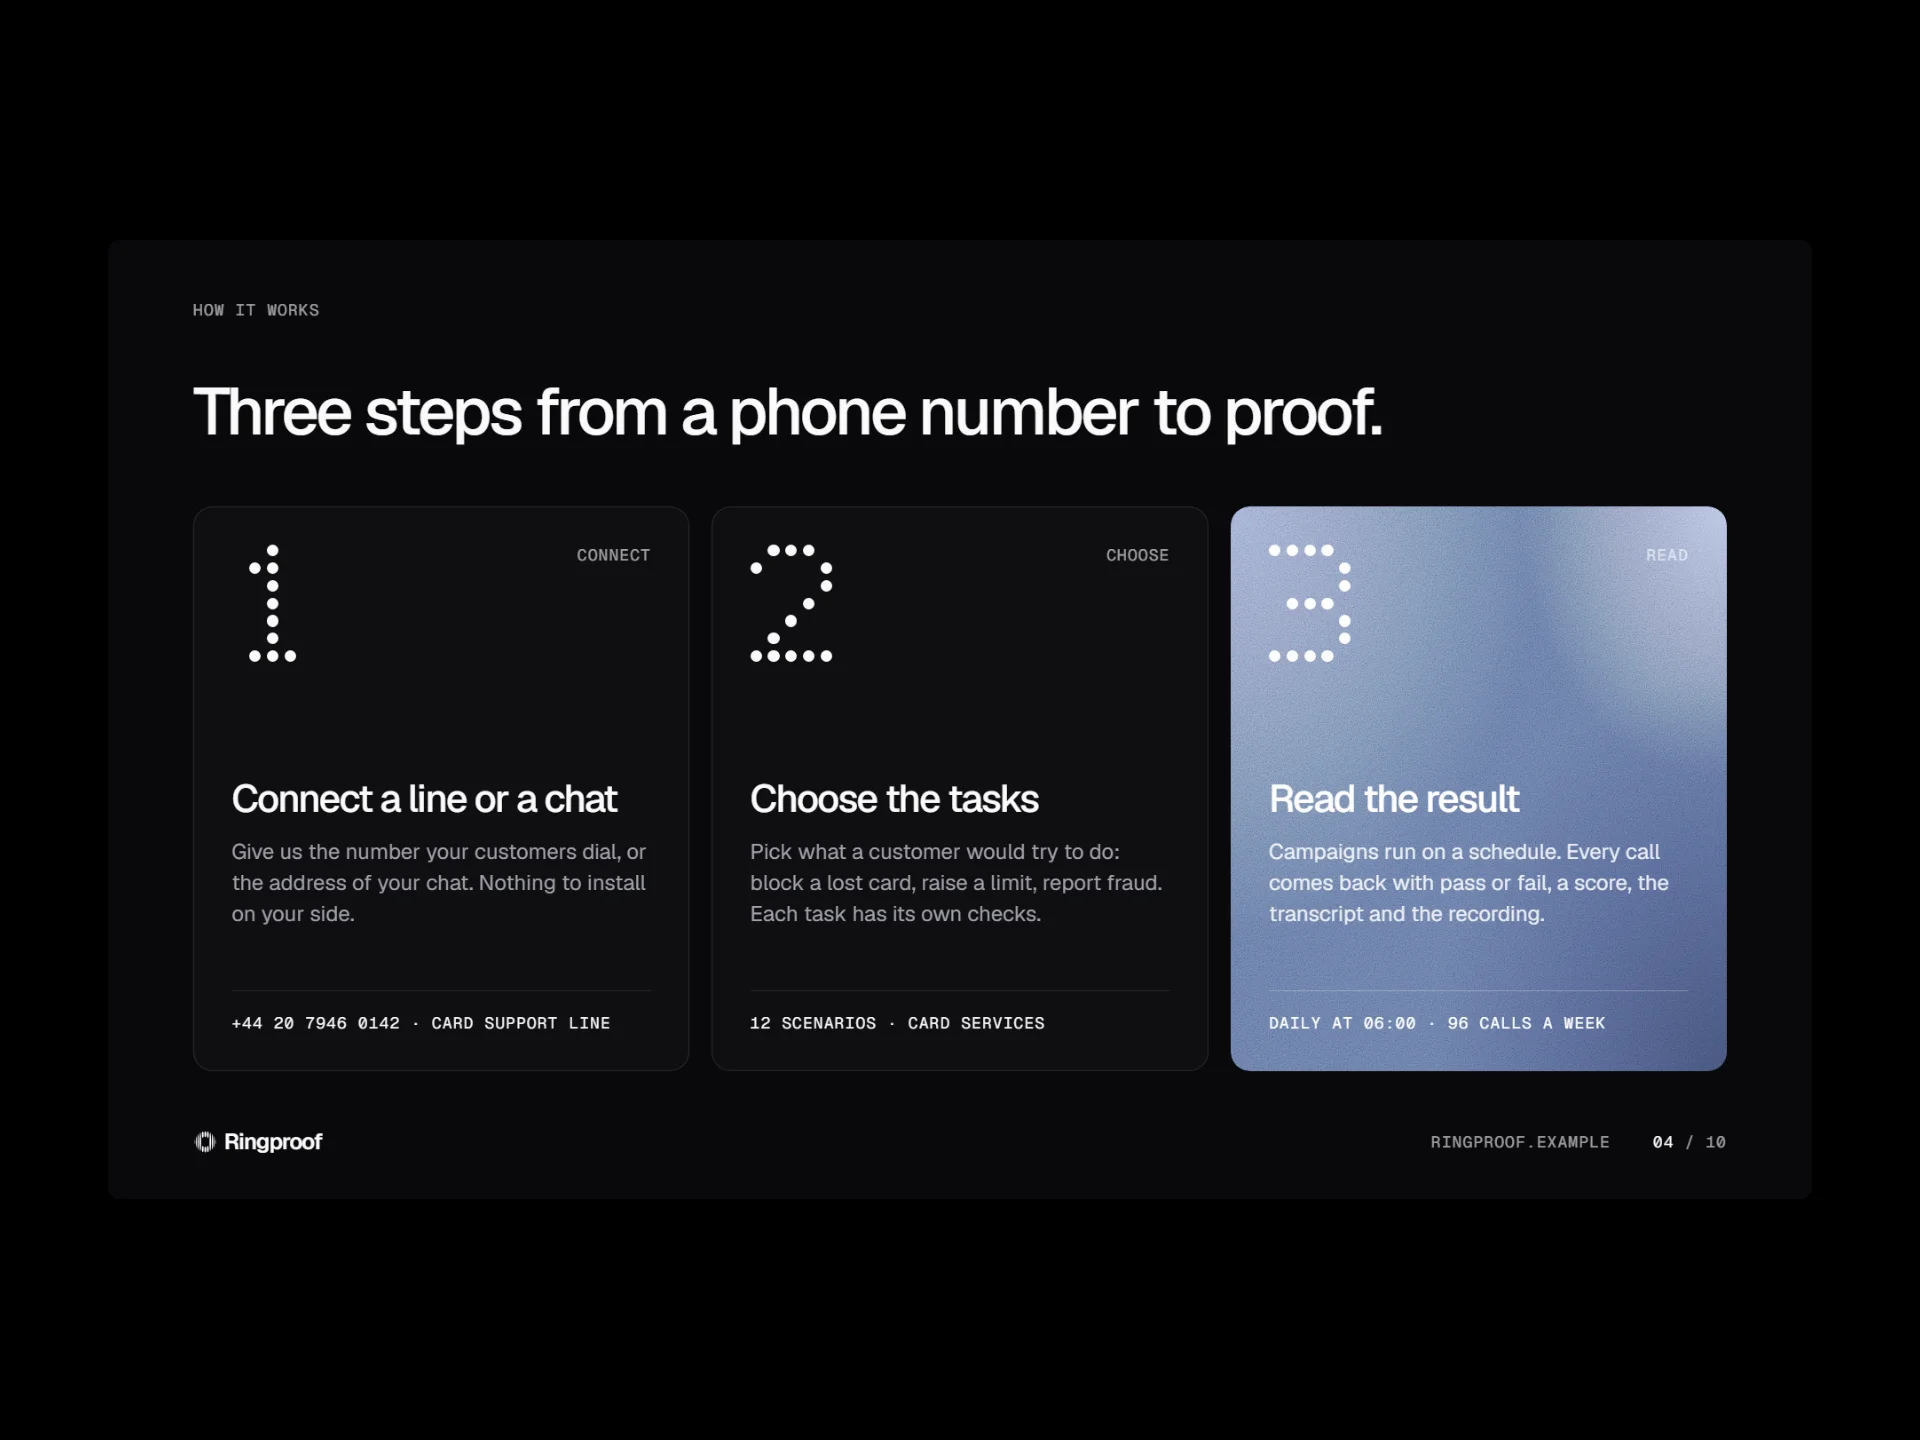 HOW IT WORKS
Three steps from a phone number to proof.
1
CONNECT
Connect a line or a chat
Give us the number your customers dial, or
the address of your chat. Nothing to install
on your side.
+44 20 7946 0142 · CARD SUPPORT LINE
2
CHOOSE
Choose the tasks
Pick what a customer would try to do:
block a lost card, raise a limit, report fraud.
Each task has its own checks.
12 SCENARIOS · CARD SERVICES
3
READ
Read the result
Campaigns run on a schedule. Every call
comes back with pass or fail, a score, the
transcript and the recording.
DAILY AT 06:00 · 96 CALLS A WEEK
Ringproof
RINGPROOF.EXAMPLE
04 / 10